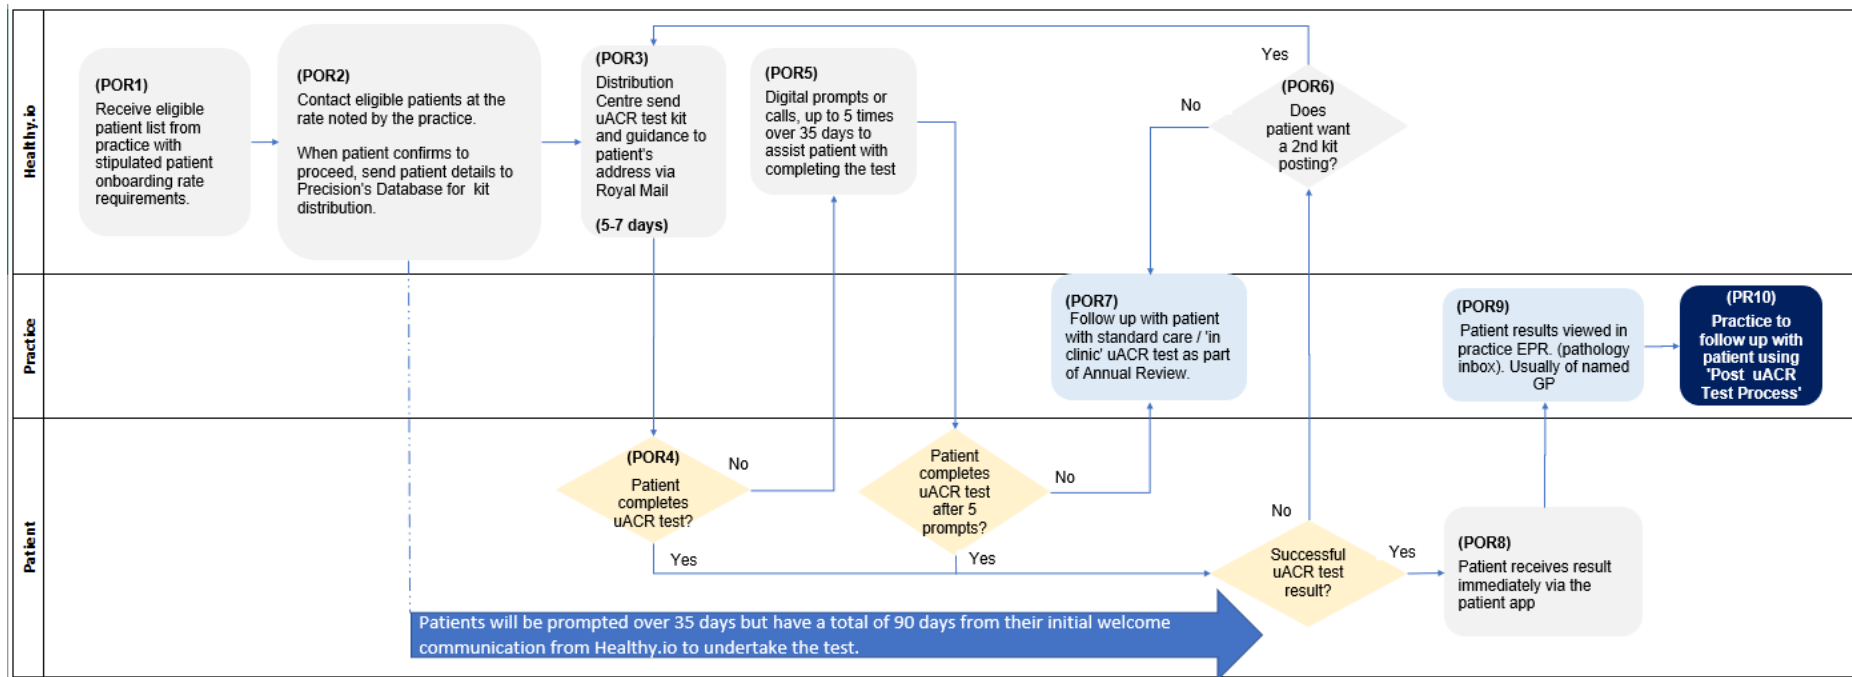 Healthy.io
(POR1)
Receive eligible
patient list from
practice with
stipulated patient
onboarding rate
requirements.
(POR2)
Contact eligible patients at the
rate noted by the practice.
When patient confirms to
proceed, send patient details to
Precision's Database for kit
distribution.
(POR3)
Distribution
Centre send
uACR test kit
and guidance to
patient's
address via
Royal Mail
(5-7 days)
(POR5)
Digital prompts or
calls, up to 5 times
over 35 days to
assist patient with
completing the test
Yes
No
(POR6)
Does
patient want
a 2nd kit
posting?
Practice
(POR7)
Follow up with patient
with standard care / 'in
clinic' uACR test as part
of Annual Review.
(POR9)
Patient results viewed in
practice EPR. (pathology
inbox). Usually of named
GP
(PR10)
Practice to
follow up with
patient using
'Post uACR
Test Process'
Patient
(POR4)
Patient
completes
uACR test?
No
Yes
Patient
completes
uACR test
after 5
prompts?
No
Yes
No
Successful
uACR test
result?
Yes
(POR8)
Patient receives result
immediately via the
patient app
Patients will be prompted over 35 days but have a total of 90 days from their initial welcome
communication from Healthy.io to undertake the test.